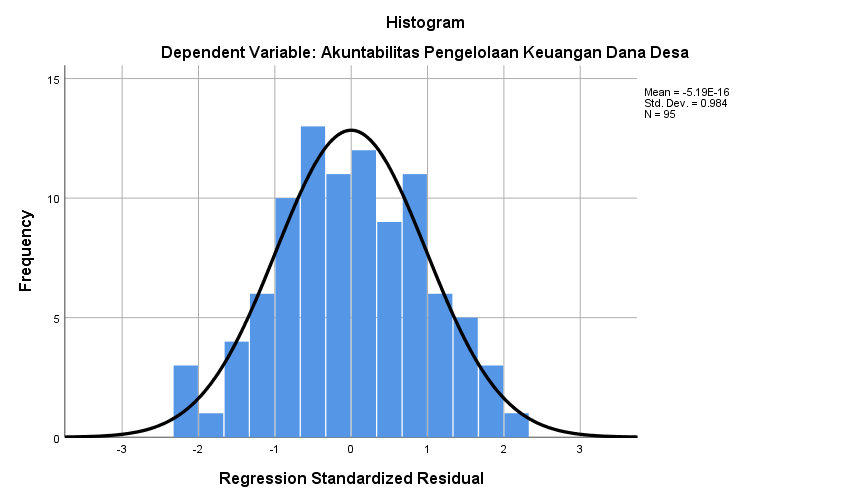 Histogram
Dependent Variable: Akuntabilitas Pengelolaan Keuangan Dana Desa
Mean = -5.19E-16
Std. Dev. = 0.984
N = 95
Frequency
15
10
5
0
-3 -2 -1 0 1 2 3
Regression Standardized Residual